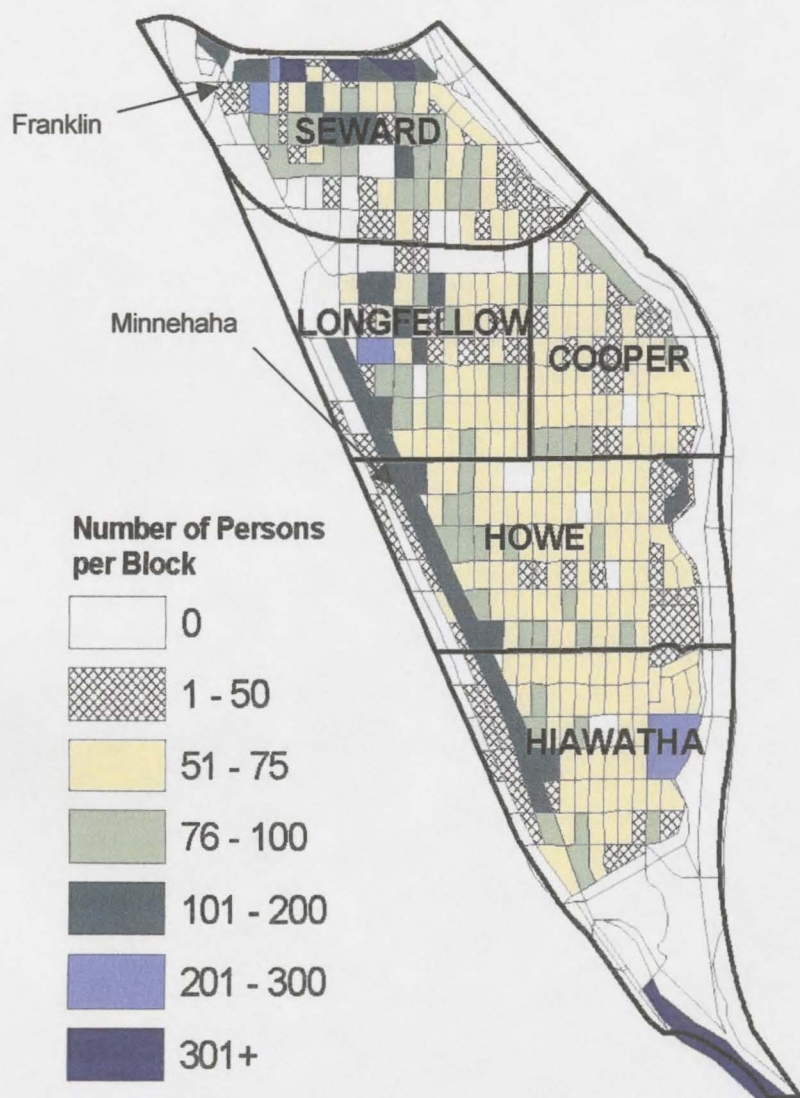 Franklin
SEWARD
Minnehaha
LONGFELLOW
COOPER
HOWE
HIAWATHA
Number of Persons
per Block
0
1 - 50
51 - 75
76 - 100
101 - 200
201 - 300
301+